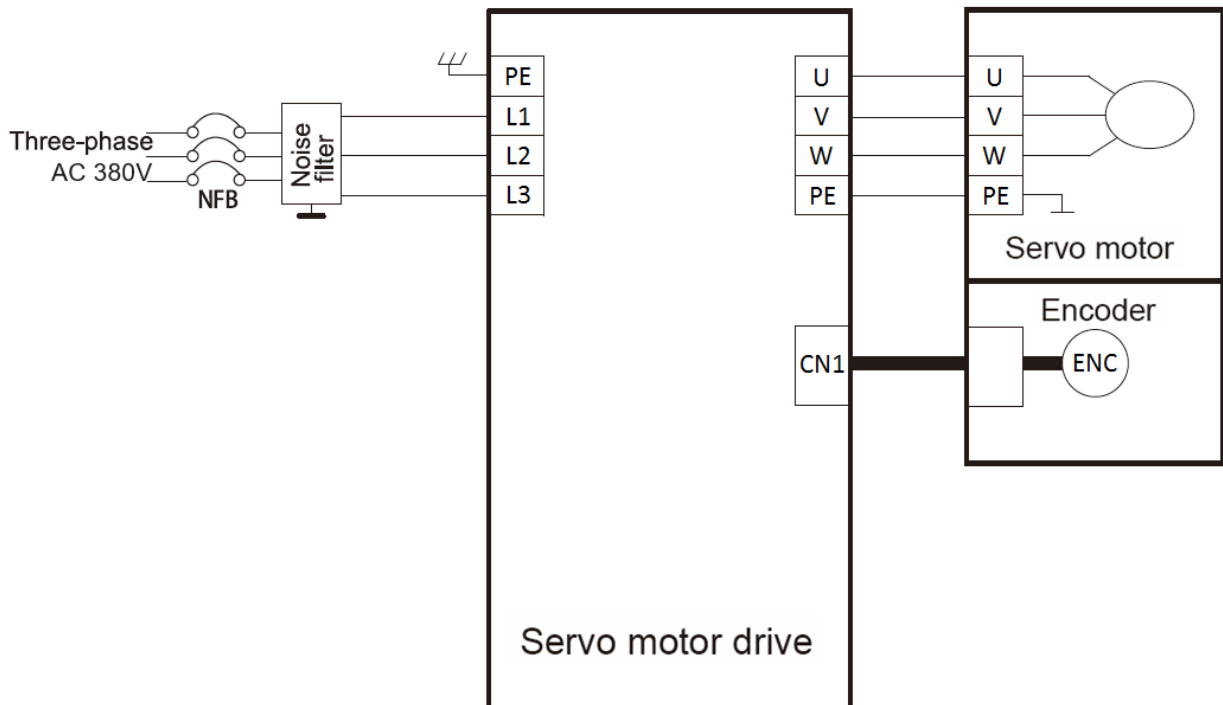 Three-phase
AC 380V
NFB
Noise
filter
PE
L1
L2
L3
U
V
W
PE
CN1
Servo motor drive
U
V
W
PE
Servo motor
Encoder
ENC